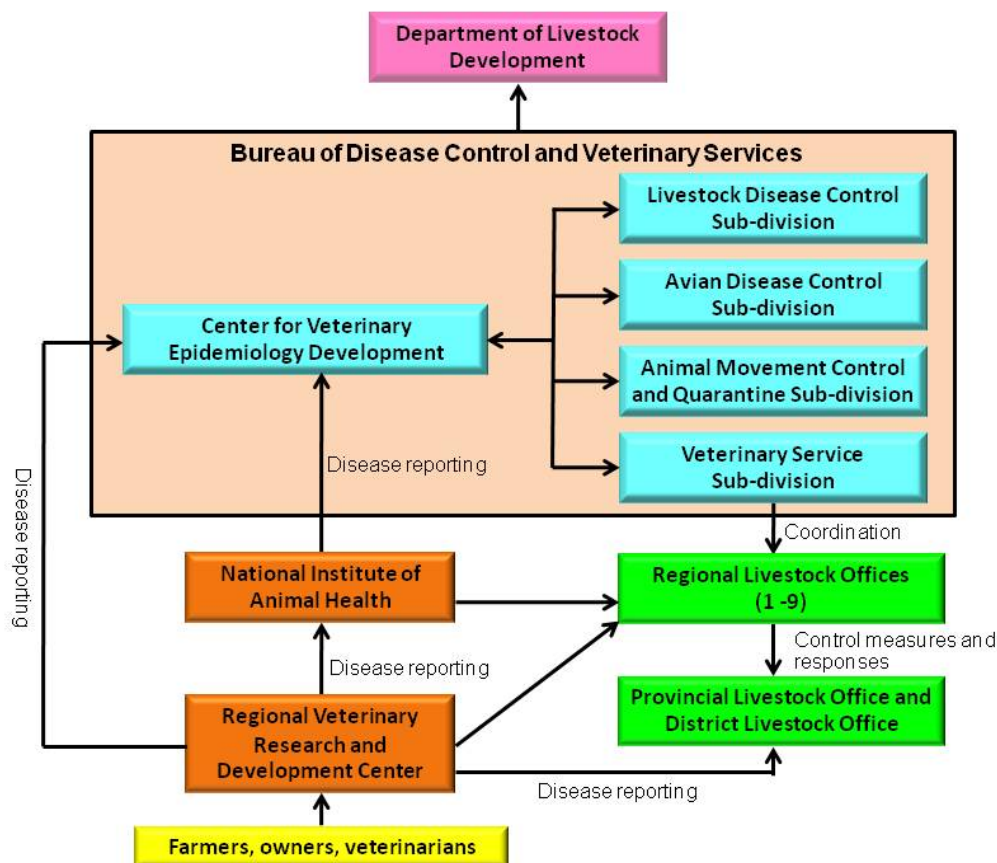 Department of Livestock
Development
Bureau of Disease Control and Veterinary Services
Livestock Disease Control
Sub-division
Avian Disease Control
Sub-division
Center for Veterinary
Epidemiology Development
Animal Movement Control
and Quarantine Sub-division
Veterinary Service
Sub-division
Disease reporting
Disease reporting
Coordination
National Institute of
Animal Health
Regional Livestock Offices
(1 -9)
Disease reporting
Control measures and
responses
Regional Veterinary
Research and
Development Center
Provincial Livestock Office and
District Livestock Office
Disease reporting
Farmers, owners, veterinarians